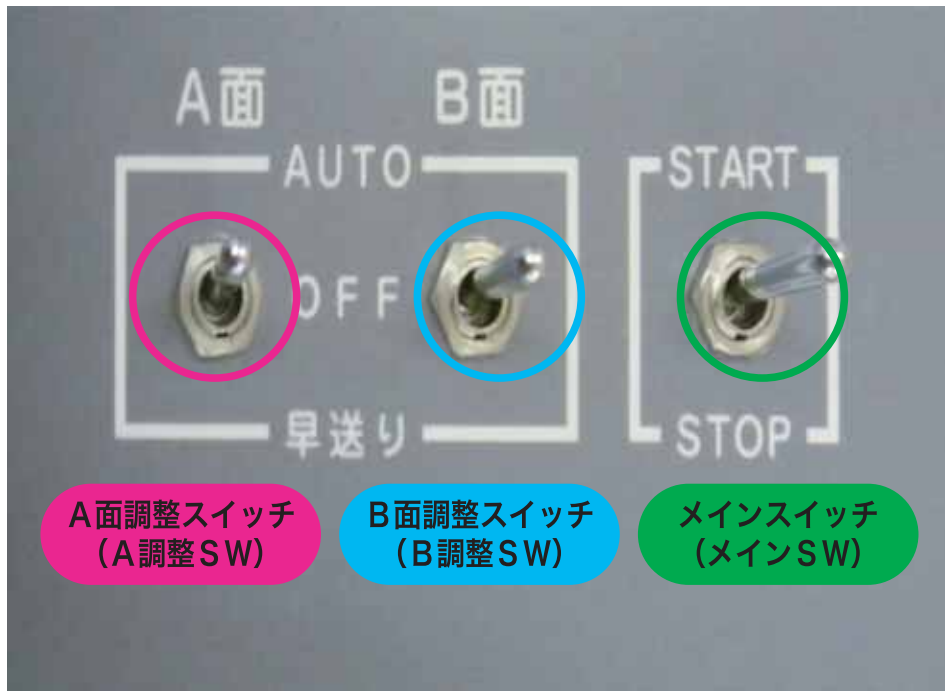 A面 B面
AUTO
START
OFF
早送り
STOP
A面調整スイッチ
（A調整SW）
B面調整スイッチ
（B調整SW）
メインスイッチ
（メインSW）